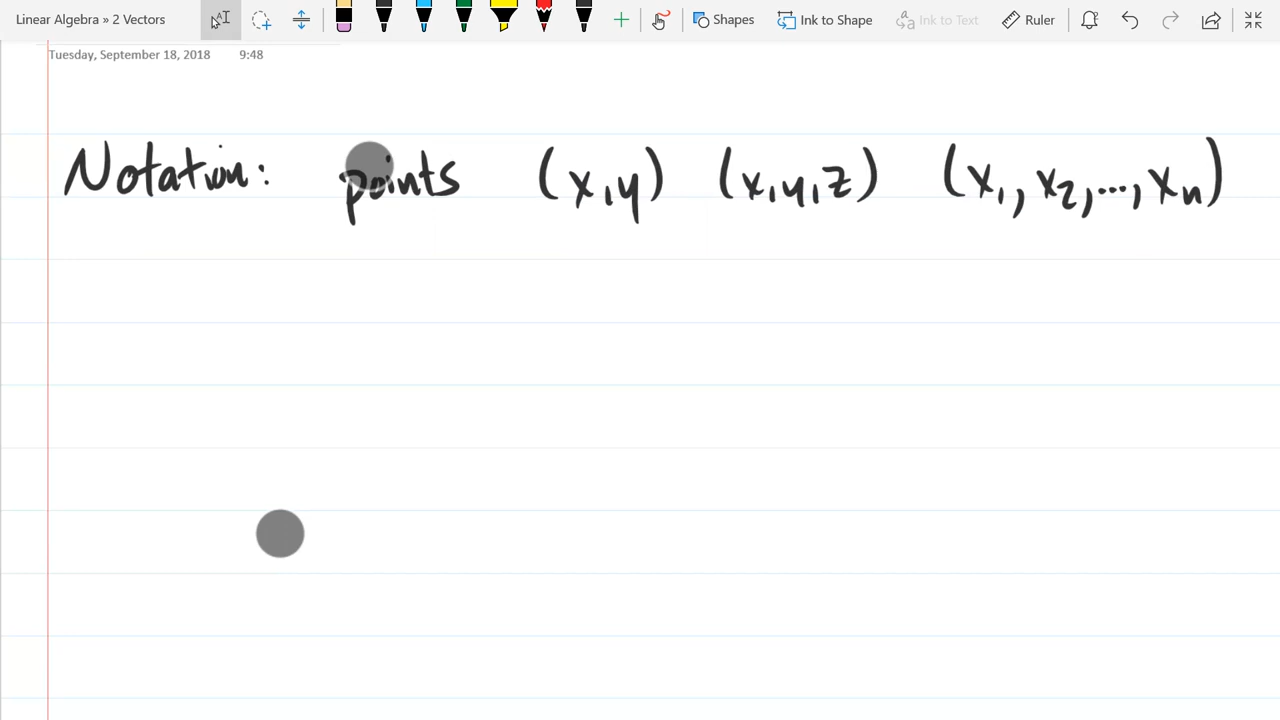 Linear Algebra » 2 Vectors Shapes Ink to Shape Ink to Text Ruler
Tuesday, September 18, 2018 9:48
Notation: points (x,y) (x,y,z) (x₁,x₂,...,xₙ)